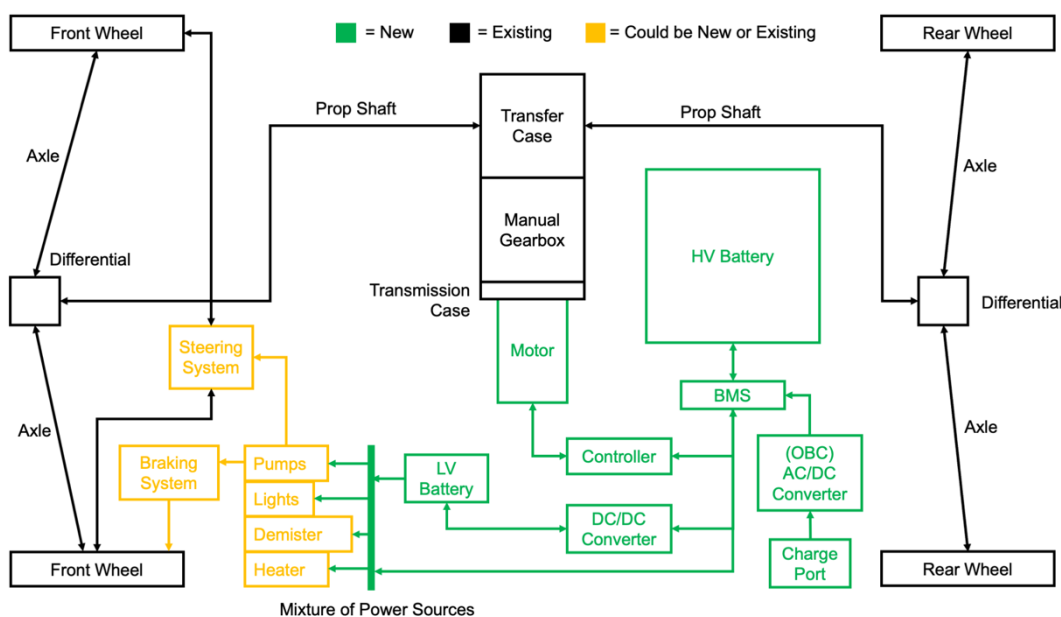 Front Wheel
= New
= Existing
= Could be New or Existing
Rear Wheel
Prop Shaft
Transfer
Case
Prop Shaft
Axle
Axle
Manual
Gearbox
HV Battery
Differential
Transmission
Case
Differential
Steering
System
Motor
BMS
Axle
Axle
Braking
System
Pumps
LV
Battery
Controller
(OBC)
AC/DC
Converter
Lights
Demister
DC/DC
Converter
Heater
Charge
Port
Front Wheel
Rear Wheel
Mixture of Power Sources